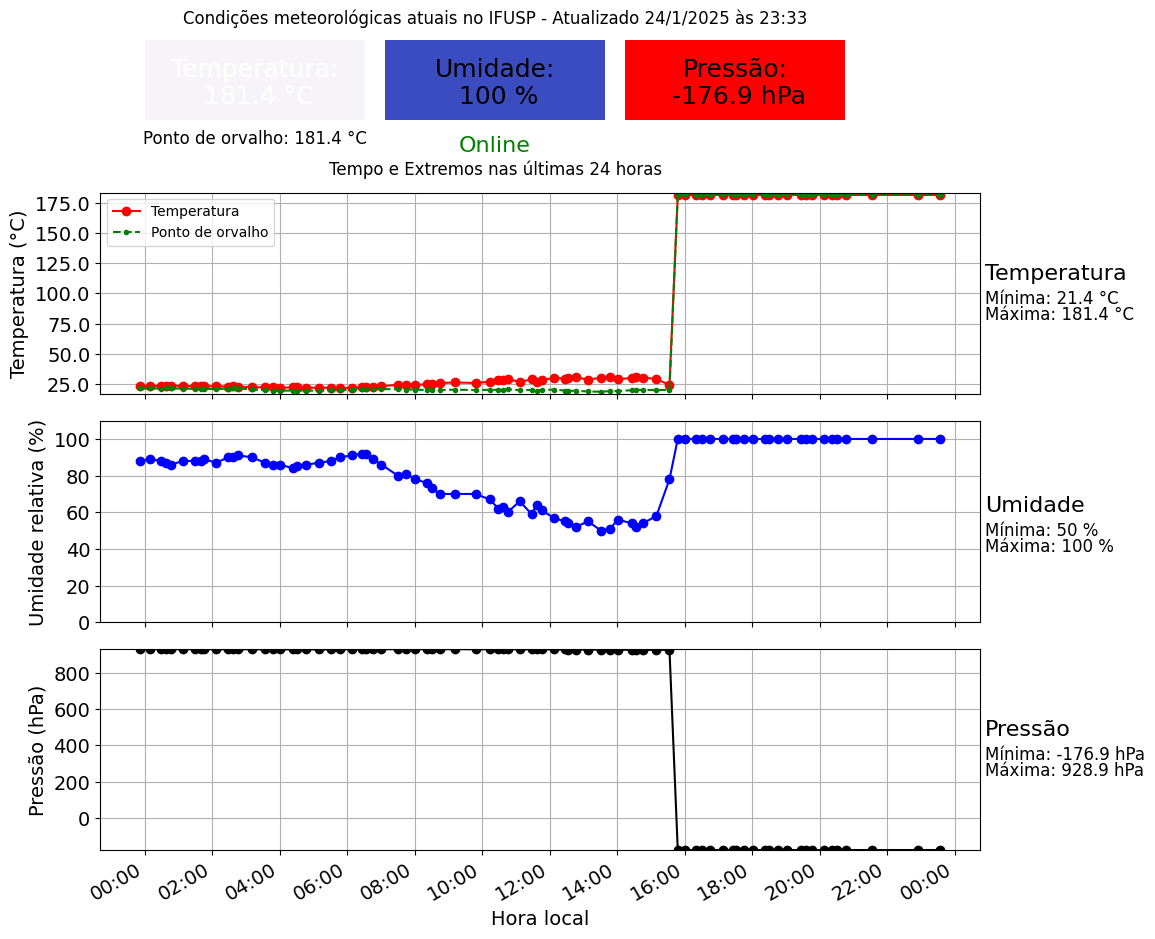 Condições meteorológicas atuais no IFUSP - Atualizado 24/1/2025 às 23:33
Temperatura:
181.4 °C
Umidade:
100 %
Pressão:
-176.9 hPa
Ponto de orvalho: 181.4 °C
Online
Tempo e Extremos nas últimas 24 horas
Temperatura (°C)
175.0
150.0
125.0
100.0
75.0
50.0
25.0
Temperatura
Ponto de orvalho
Temperatura
Mínima: 21.4 °C
Máxima: 181.4 °C
Umidade relativa (%)
100
80
60
40
20
0
Umidade
Mínima: 50 %
Máxima: 100 %
Pressão (hPa)
800
600
400
200
0
Pressão
Mínima: -176.9 hPa
Máxima: 928.9 hPa
00:00 02:00 04:00 06:00 08:00 10:00 12:00 14:00 16:00 18:00 20:00 22:00 00:00
Hora local